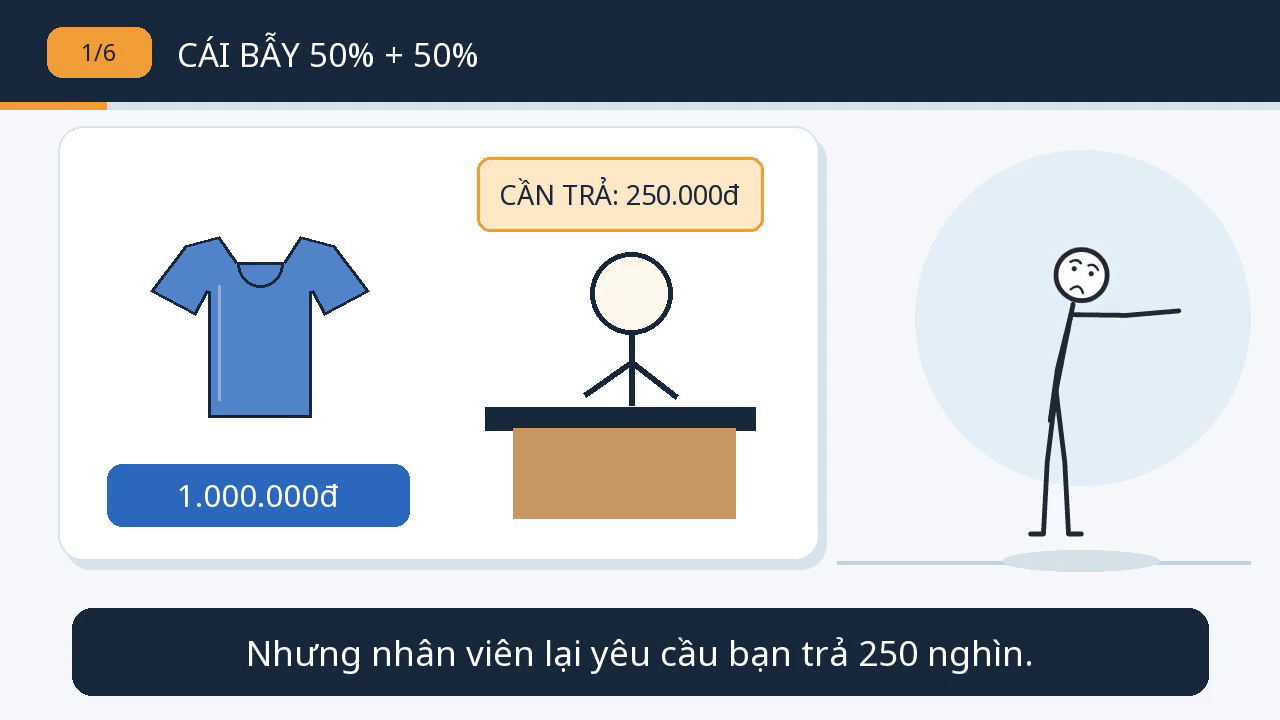 1/6
CÁI BẪY 50% + 50%
CẦN TRẢ: 250.000đ
1.000.000đ
Nhưng nhân viên lại yêu cầu bạn trả 250 nghìn.